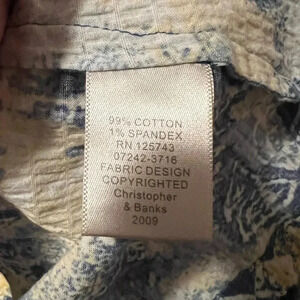 99% COTTON
1% SPANDEX
RN 125743
07242-3716
FABRIC DESIGN
COPYRIGHTED
Christopher
& Banks
2009